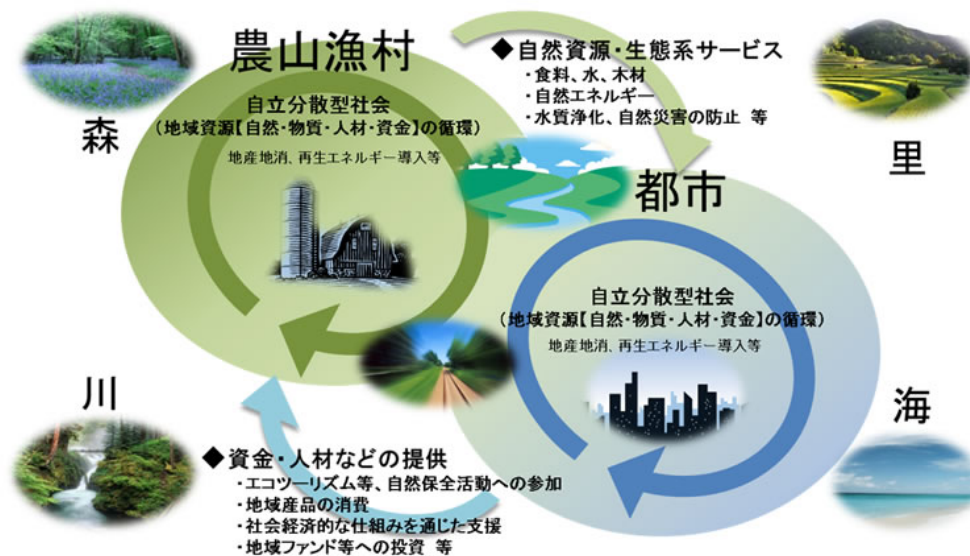 農山漁村
森
自立分散型社会
(地域資源【自然・物質・人材・資金】の循環)
地産地消、再生エネルギー導入等
◆自然資源・生態系サービス
・食料、水、木材
・自然エネルギー
・水質浄化、自然災害の防止 等
里
都市
自立分散型社会
(地域資源【自然・物質・人材・資金】の循環)
地産地消、再生エネルギー導入等
川
海
◆資金・人材などの提供
・エコツーリズム等、自然保全活動への参加
・地域産品の消費
・社会経済的な仕組みを通じた支援
・地域ファンド等への投資 等